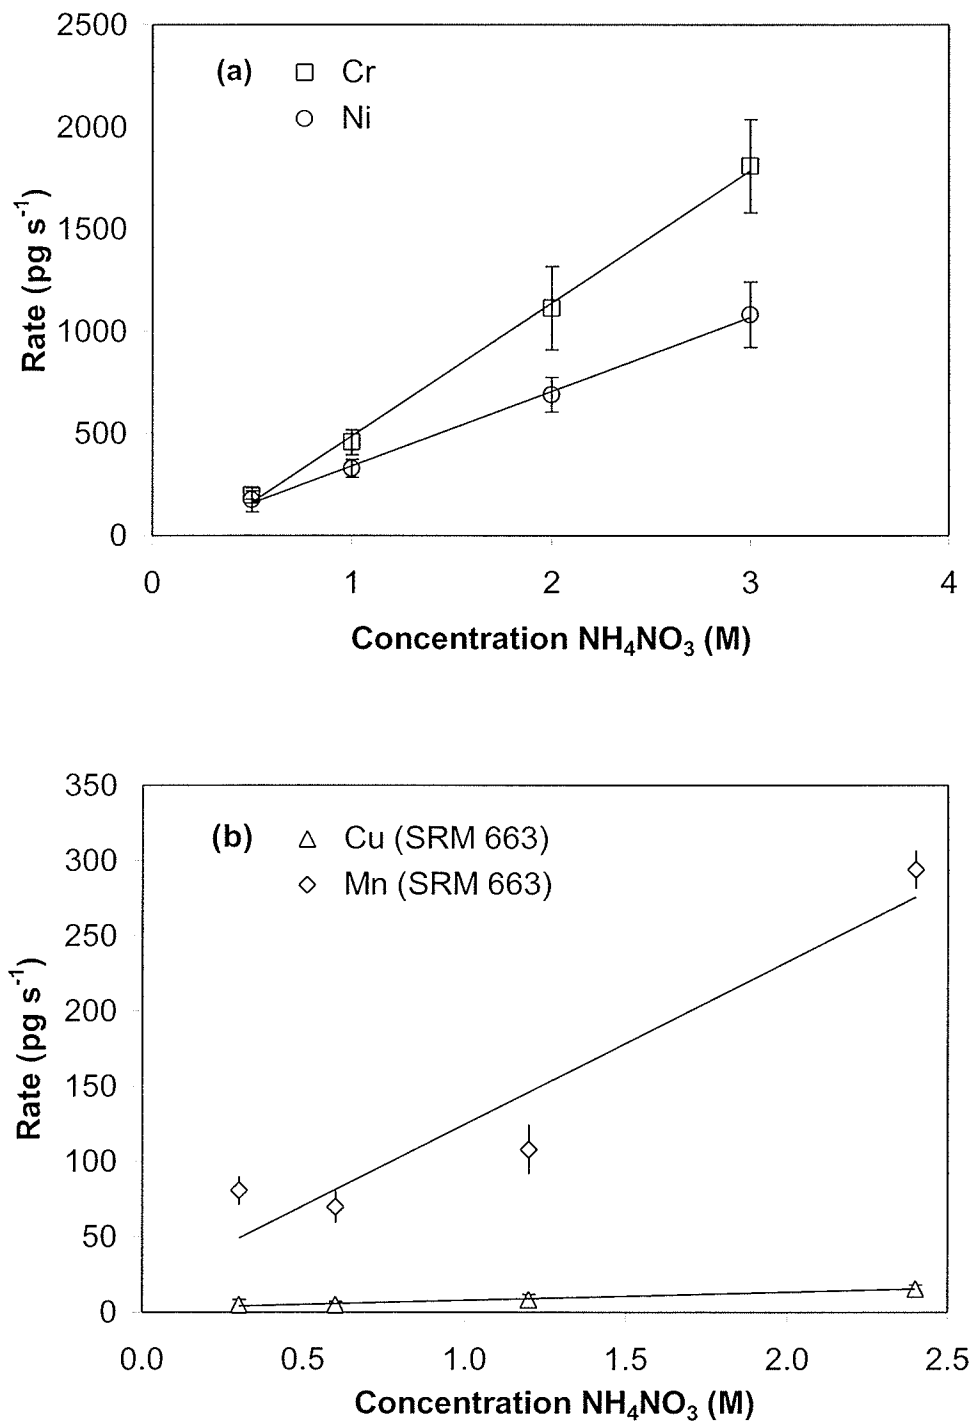 2500
(a) Cr
Ni
2000
1500
1000
500
0
Rate (pg s⁻¹)
0 1 2 3 4
Concentration NH₄NO₃ (M)
350
(b) Cu (SRM 663)
Mn (SRM 663)
300
250
200
150
100
50
0
Rate (pg s⁻¹)
0.0 0.5 1.0 1.5 2.0 2.5
Concentration NH₄NO₃ (M)